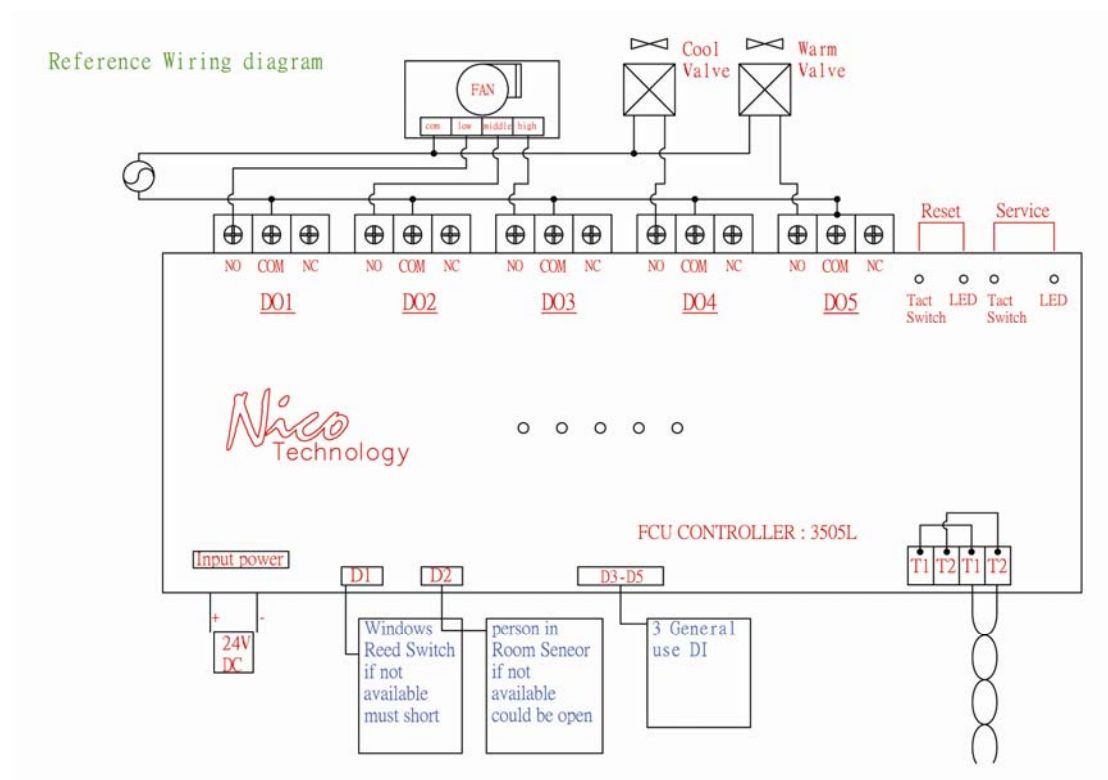 Reference Wiring diagram
Cool
Valve
Warm
Valve
FAN
com low middle high
Reset Service
NO COM NC NO COM NC NO COM NC NO COM NC NO COM NC
DO1 DO2 DO3 DO4 DO5
Tact
Switch
LED
Tact
Switch
LED
Nico
Technology
FCU CONTROLLER : 3505L
Input power
D1
D2
D3-D5
T1 T2 T1 T2
+ -
24V
DC
Windows
Reed Switch
if not
available
must short
person in
Room Seneor
if not
available
could be open
3 General
use DI